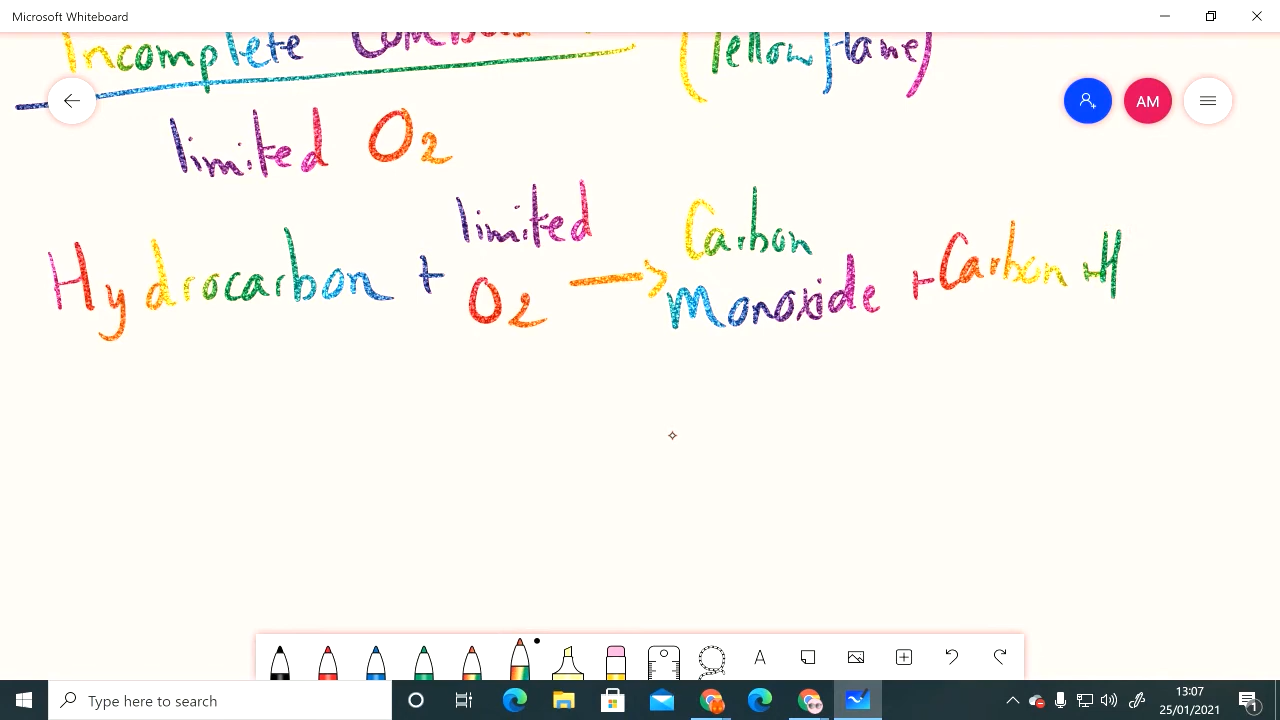 Microsoft Whiteboard
Incomplete (Yellow flame)
AM
limited O2
limited
Hydrocarbon + O2 → Carbon Monoxide + Carbon + H
A
Type here to search
13:07
25/01/2021
1